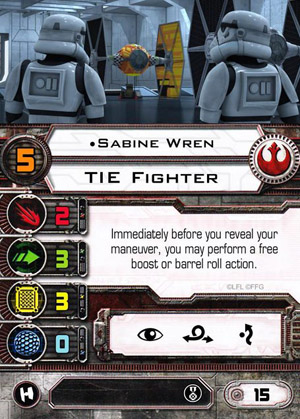 •Sabine Wren
5
TIE Fighter
2
3
3
0
Immediately before you reveal your
maneuver, you may perform a free
boost or barrel roll action.
©LFL ©FFG
15